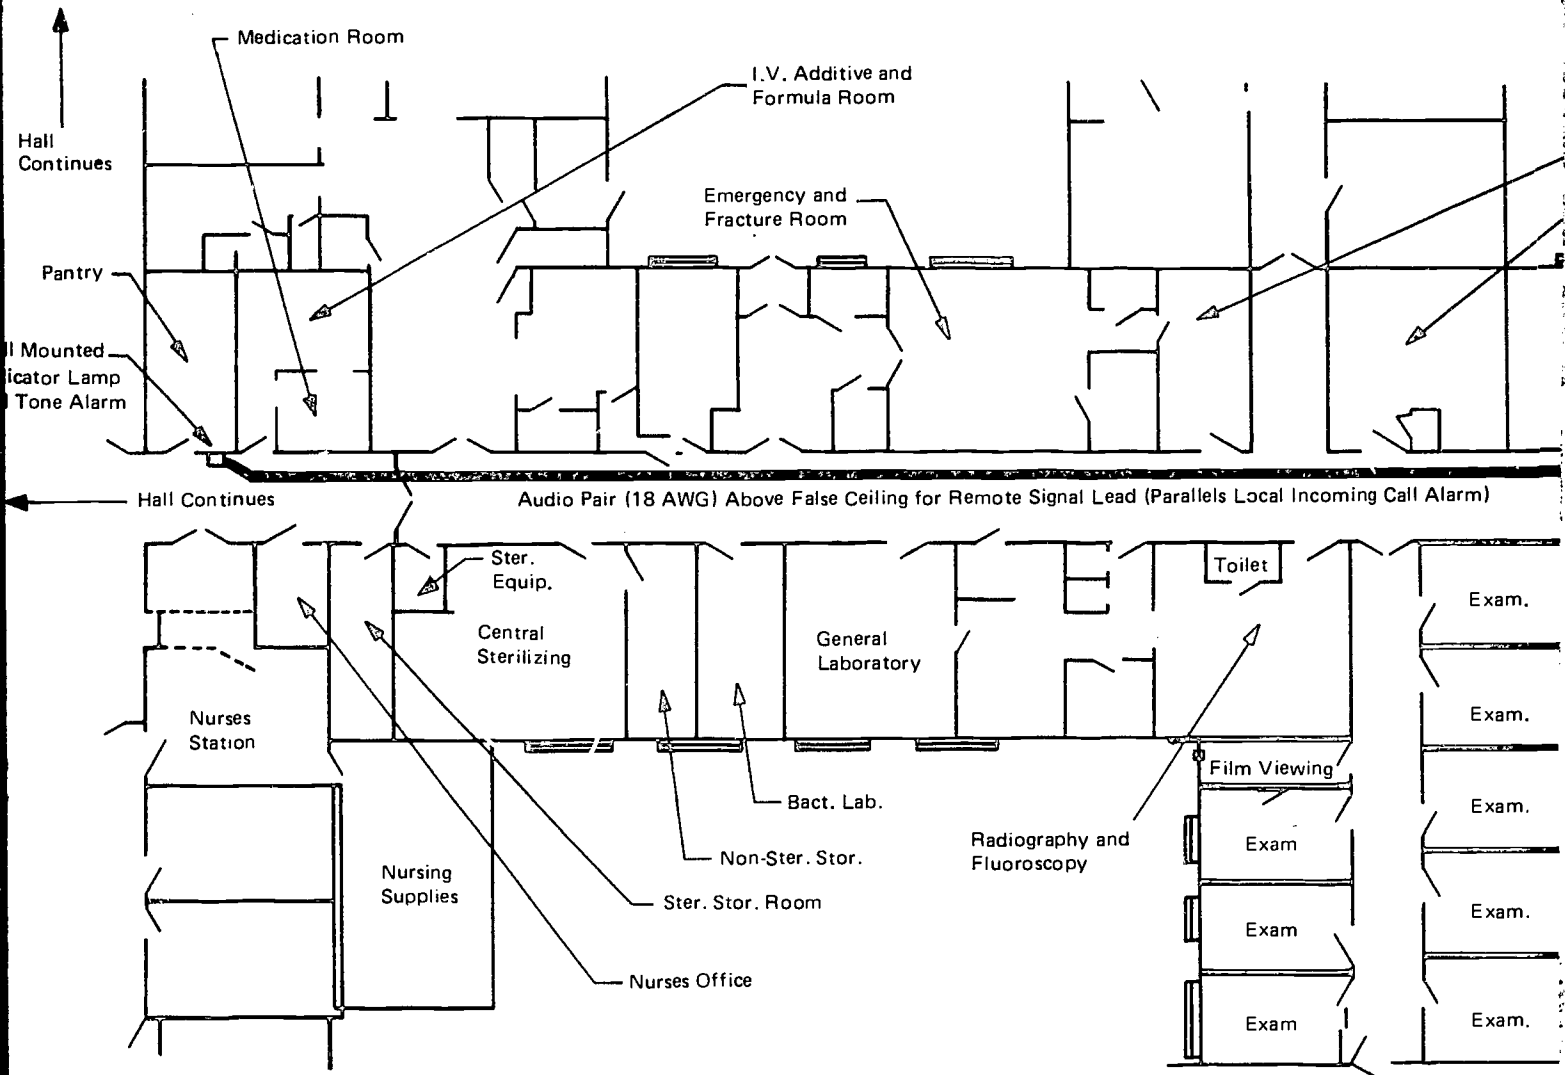 Medication Room
I.V. Additive and
Formula Room
Hall
Continues
Emergency and
Fracture Room
Pantry
Mounted
Lamp
Tone Alarm
Hall Continues
Audio Pair (18 AWG) Above False Ceiling for Remote Signal Lead (Parallels Local Incoming Call Alarm)
Ster.
Equip.
Toilet
Exam.
Central
Sterilizing
General
Laboratory
Nurses
Station
Exam.
Film Viewing
Bact. Lab.
Exam.
Radiography and
Fluoroscopy
Exam
Non-Ster. Stor.
Nursing
Supplies
Ster. Stor. Room
Exam.
Exam
Nurses Office
Exam
Exam.